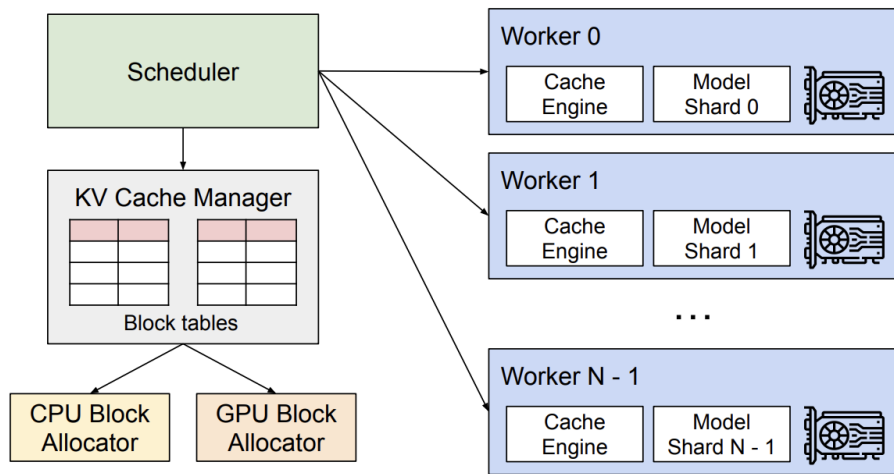 Scheduler
KV Cache Manager
Block tables
CPU Block
Allocator
GPU Block
Allocator
Worker 0
Cache
Engine
Model
Shard 0
Worker 1
Cache
Engine
Model
Shard 1
...
Worker N - 1
Cache
Engine
Model
Shard N - 1